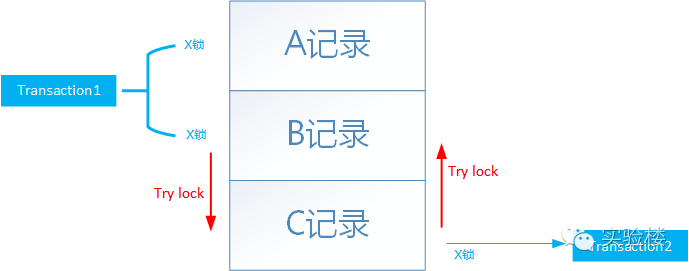 A记录
X锁
Transaction1
X锁
B记录
Try lock
Try lock
C记录
X锁
实验楼
Transaction2